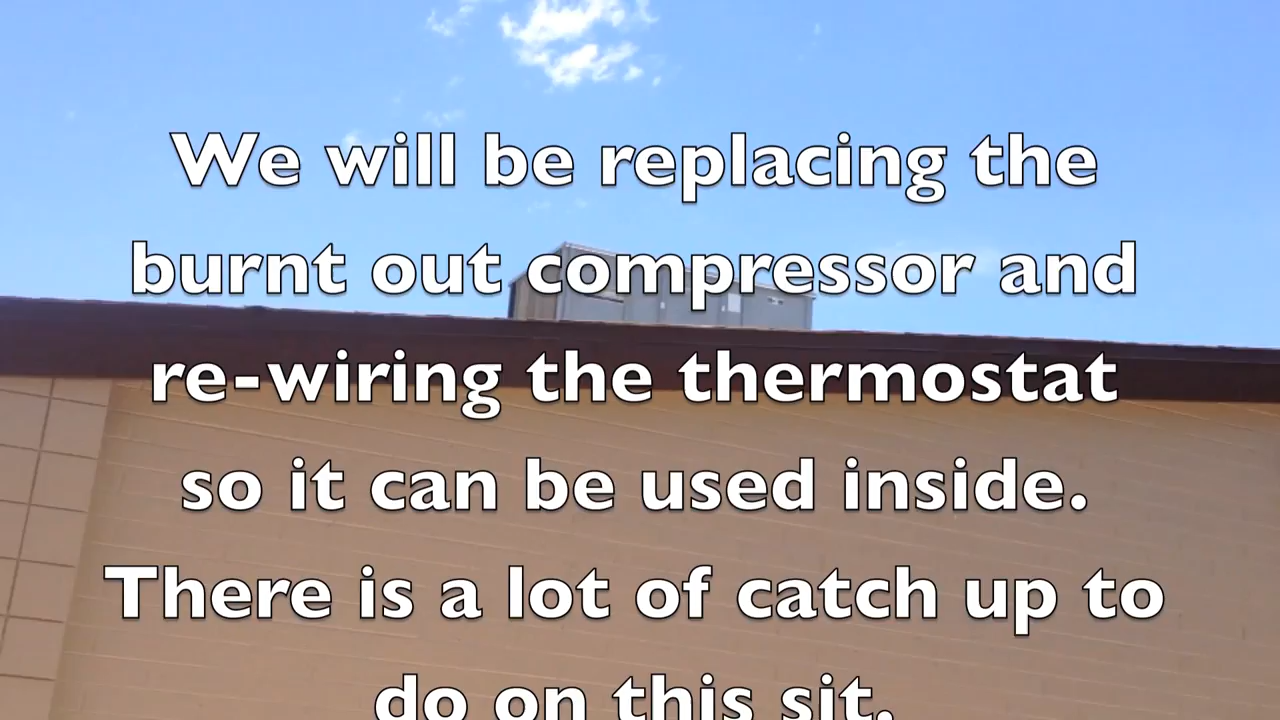 We will be replacing the
burnt out compressor and
re-wiring the thermostat
so it can be used inside.
There is a lot of catch up to
do on this sit.